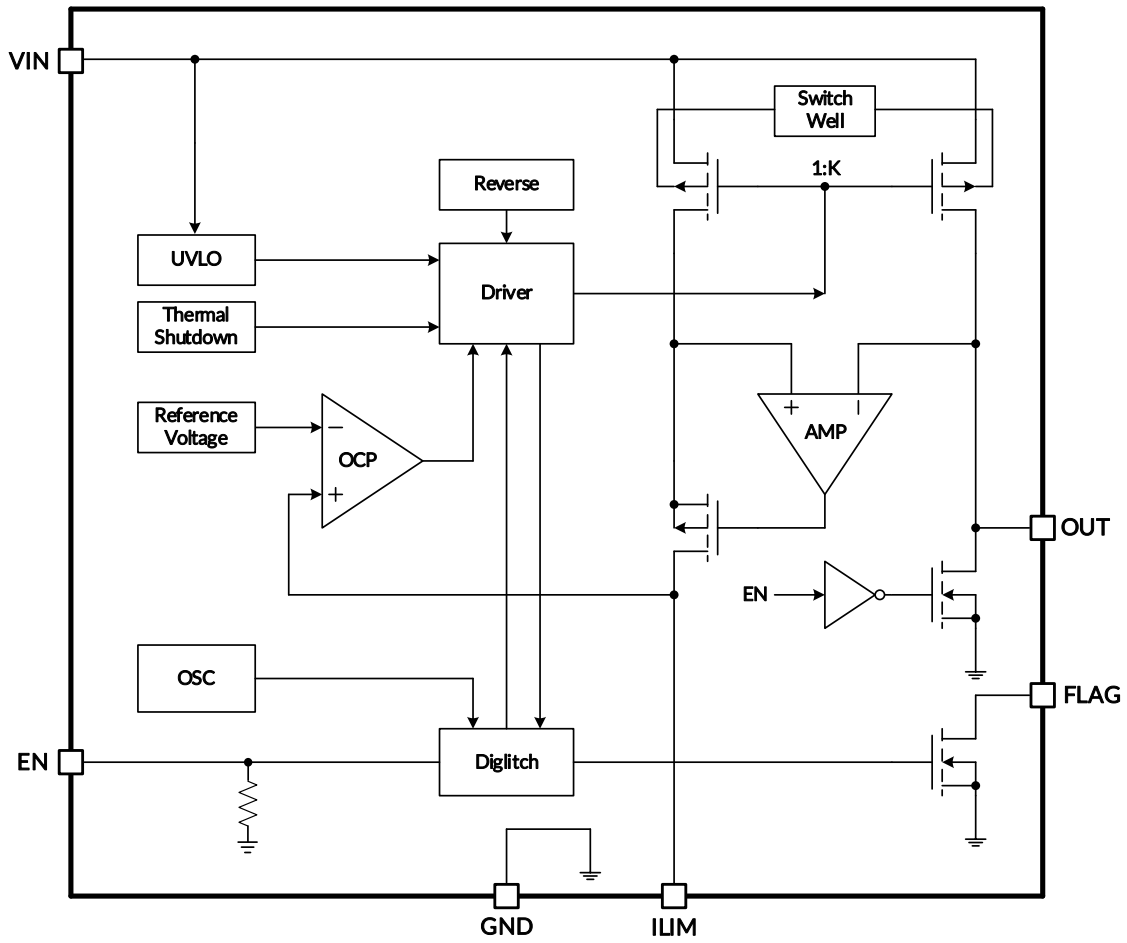 VIN
Switch
Well
1:K
Reverse
UVLO
Driver
Thermal
Shutdown
Reference
Voltage
−
OCP
+
+
−
AMP
OUT
EN
OSC
FLAG
EN
Diglitch
GND
ILIM